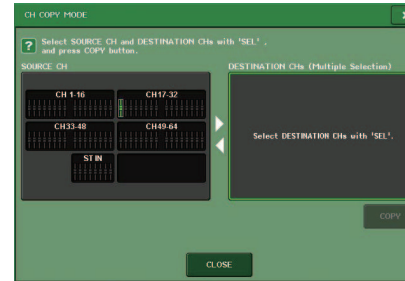 CH COPY MODE
? Select SOURCE CH and DESTINATION CHs with 'SEL' ,
and press COPY button.
SOURCE CH
DESTINATION CHs (Multiple Selection)
CH 1-16
CH17-32
CH33-48
CH49-64
ST IN
Select DESTINATION CHs with 'SEL'.
COPY
CLOSE